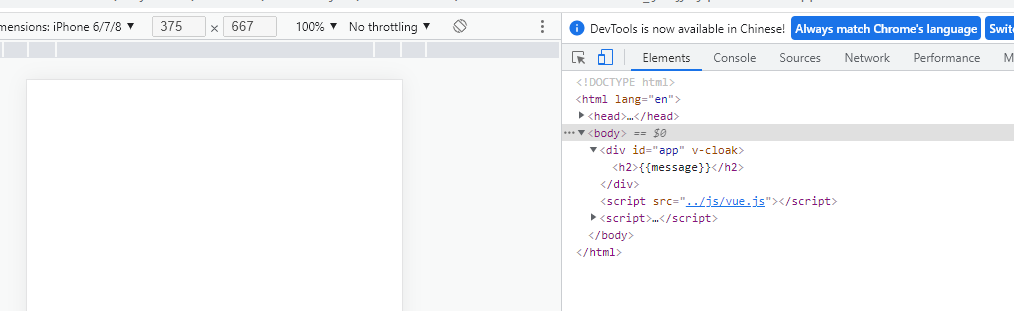 mensions: iPhone 6/7/8 ▼ 375 × 667 100% ▼ No throttling ▼
DevTools is now available in Chinese! Always match Chrome's language Switc
Elements Console Sources Network Performance M
<!DOCTYPE html>
<html lang="en">
<head>…</head>
<body> == $0
<div id="app" v-cloak>
<h2>{{message}}</h2>
</div>
<script src="../js/vue.js"></script>
<script>…</script>
</body>
</html>